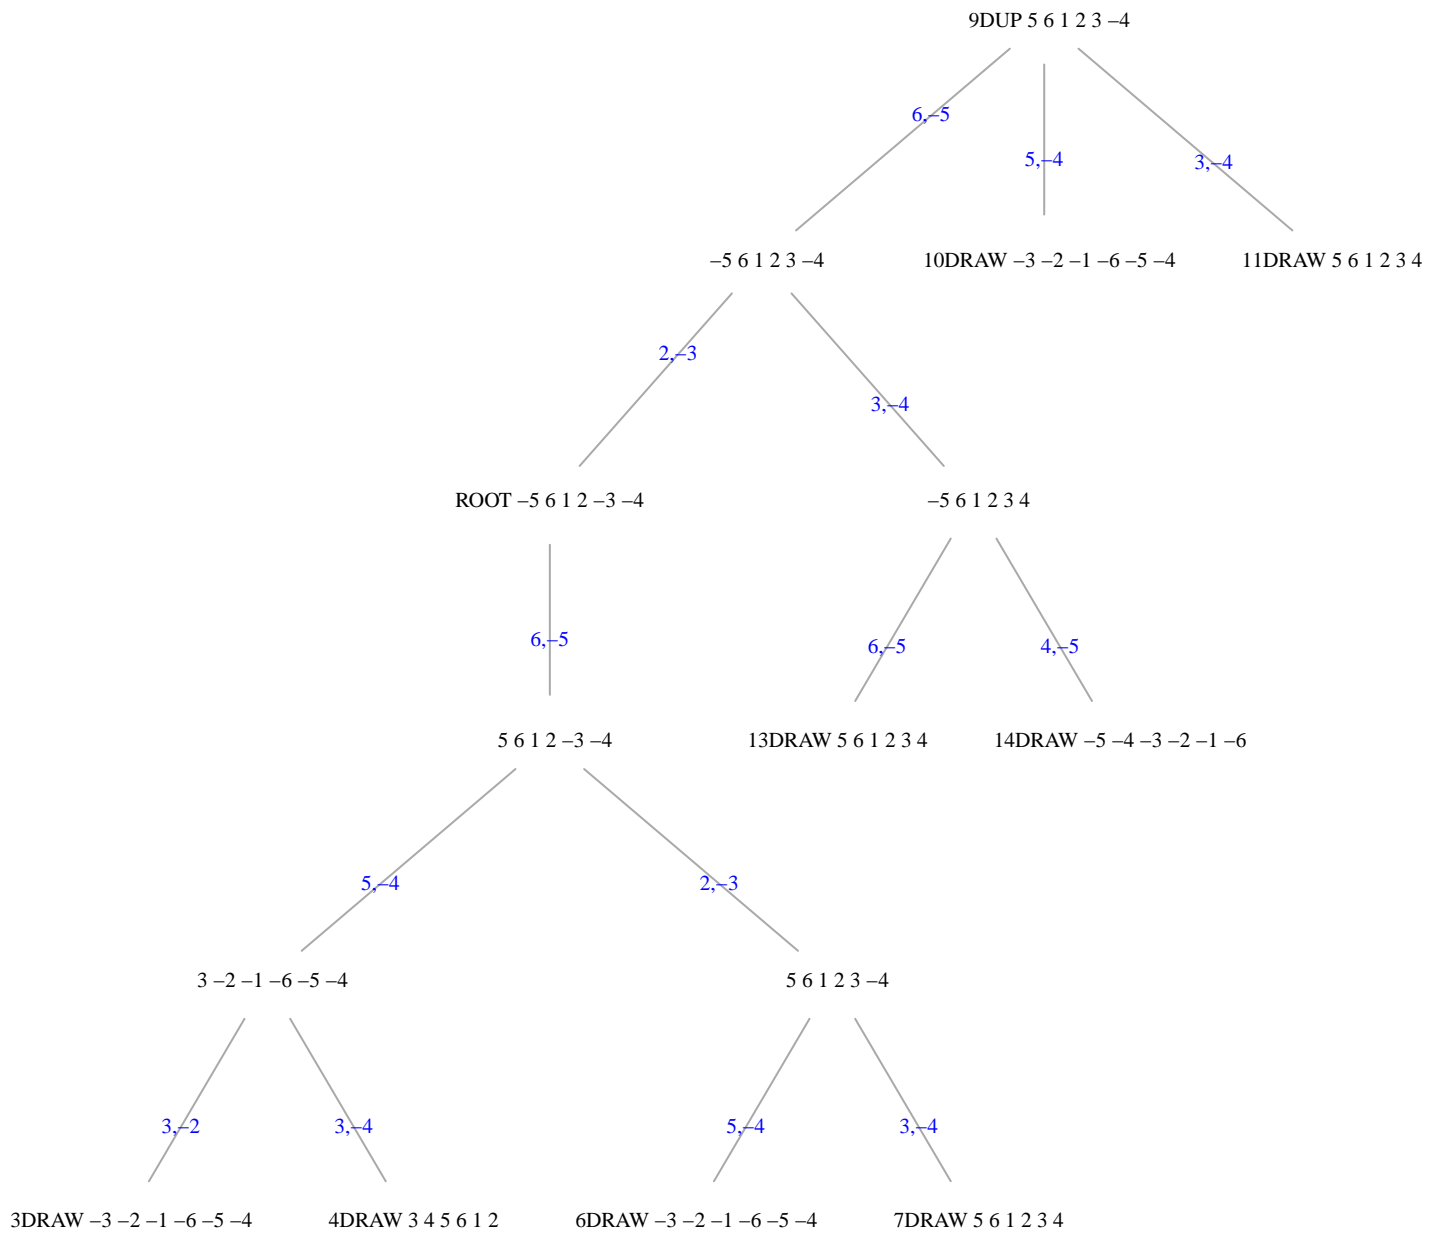 9DUP 5 6 1 2 3 –4
6,–5
5,–4
3,–4
–5 6 1 2 3 –4
10DRAW –3 –2 –1 –6 –5 –4
11DRAW 5 6 1 2 3 4
2,–3
3,–4
ROOT –5 6 1 2 –3 –4
–5 6 1 2 3 4
6,–5
6,–5
4,–5
5 6 1 2 –3 –4
13DRAW 5 6 1 2 3 4
14DRAW –5 –4 –3 –2 –1 –6
5,–4
2,–3
3 –2 –1 –6 –5 –4
5 6 1 2 3 –4
3,–2
3,–4
5,–4
3,–4
3DRAW –3 –2 –1 –6 –5 –4
4DRAW 3 4 5 6 1 2
6DRAW –3 –2 –1 –6 –5 –4
7DRAW 5 6 1 2 3 4